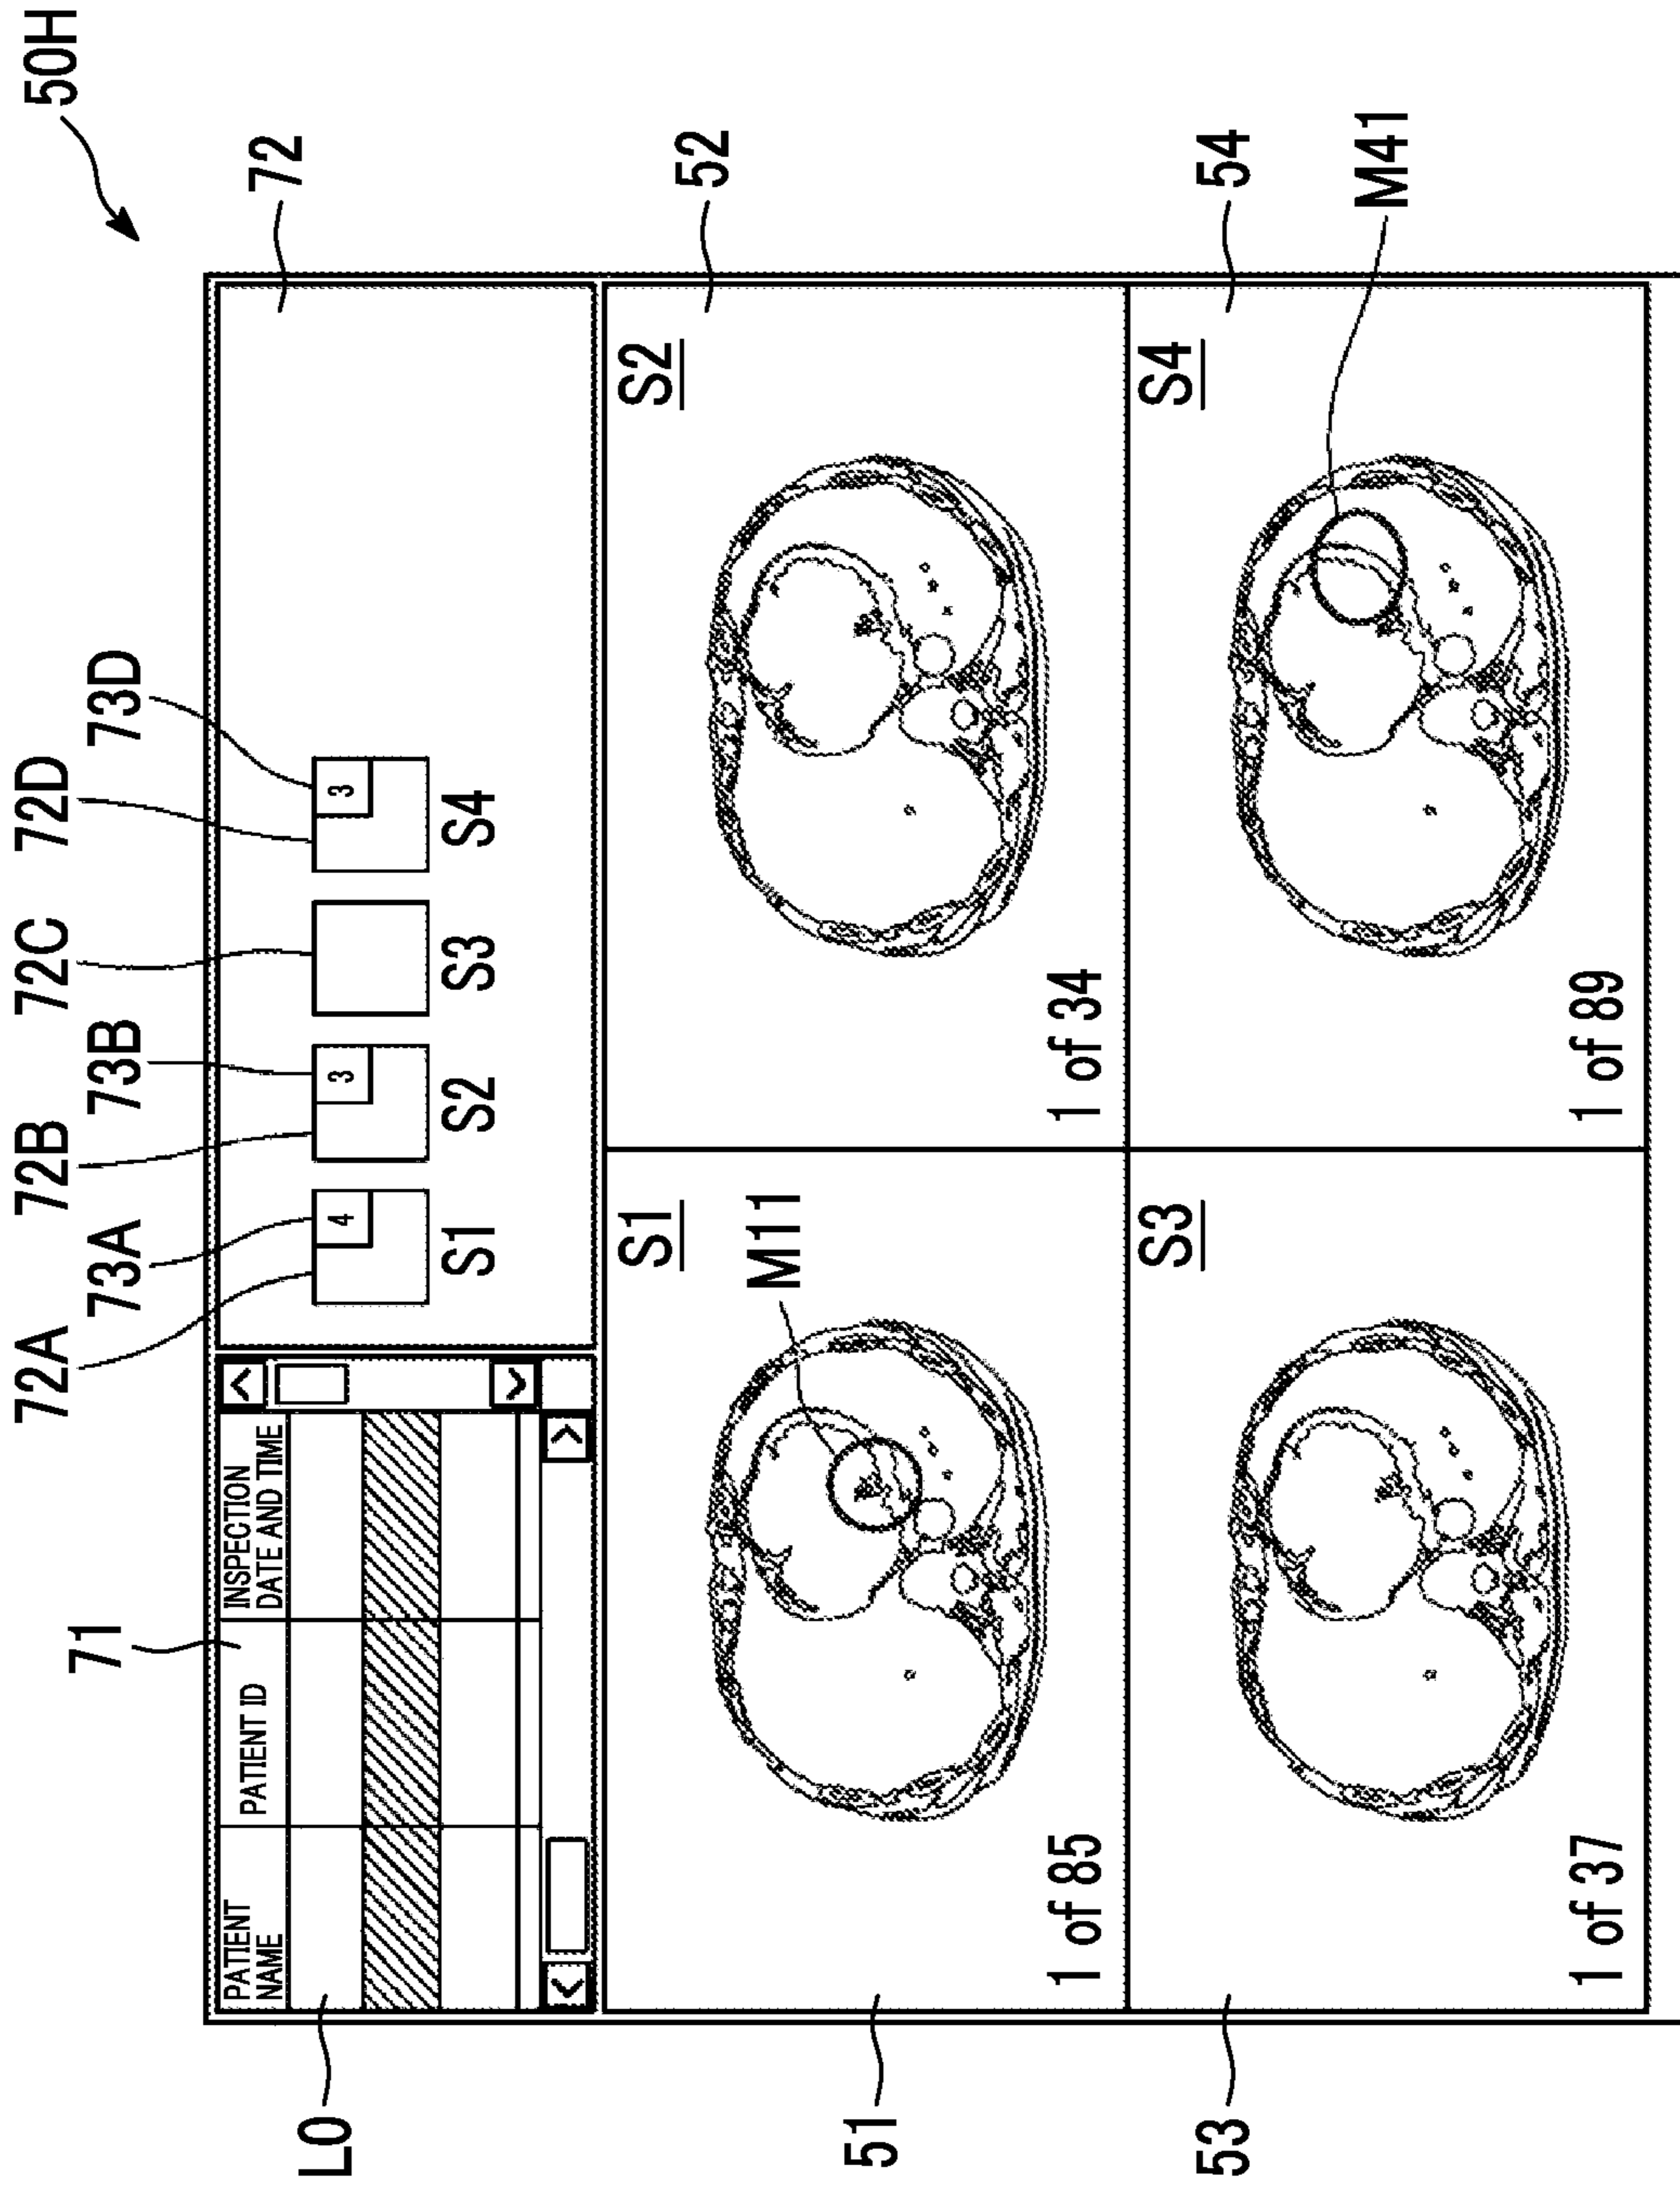 50H
72A
73A
72B
73B
72C
72D
73D
71
72
PATIENT
NAME
PATIENT ID
INSPECTION
DATE AND TIME
L0
4
3
3
S1
S2
S3
S4
S1
M11
1 of 85
51
S2
1 of 34
52
S3
1 of 37
53
S4
1 of 89
54
M41